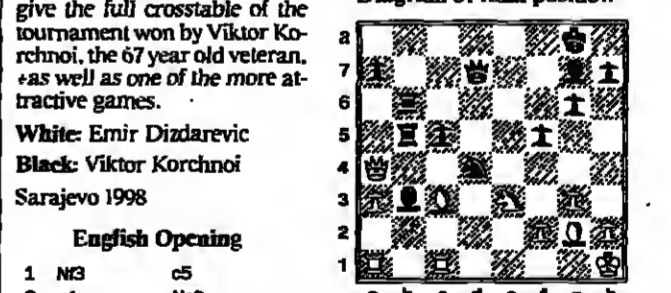 give the full crosstable of the
tournament won by Viktor Ko-
rchnoi, the 67 year old veteran,
as well as one of the more at-
tractive games.
White: Emir Dizdarevic
Black: Viktor Korchnoi
Sarajevo 1998
English Opening
1 Nf3 c5
8
7
6
5
4
3
2
1